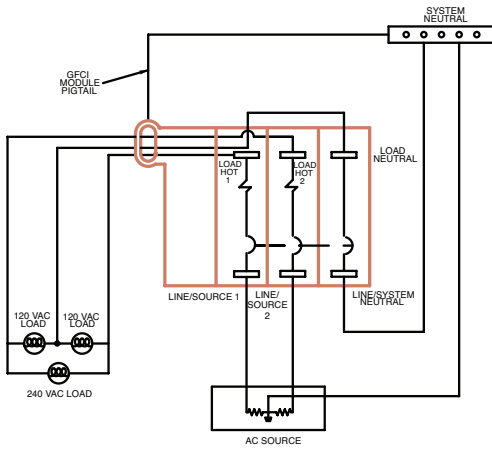 SYSTEM
NEUTRAL
GFCI
MODULE
PIGTAIL
LOAD
HOT
1
LOAD
HOT
2
LOAD
NEUTRAL
LINE/SOURCE 1
LINE/
SOURCE
2
LINE/SYSTEM
NEUTRAL
120 VAC
LOAD
120 VAC
LOAD
240 VAC LOAD
AC SOURCE